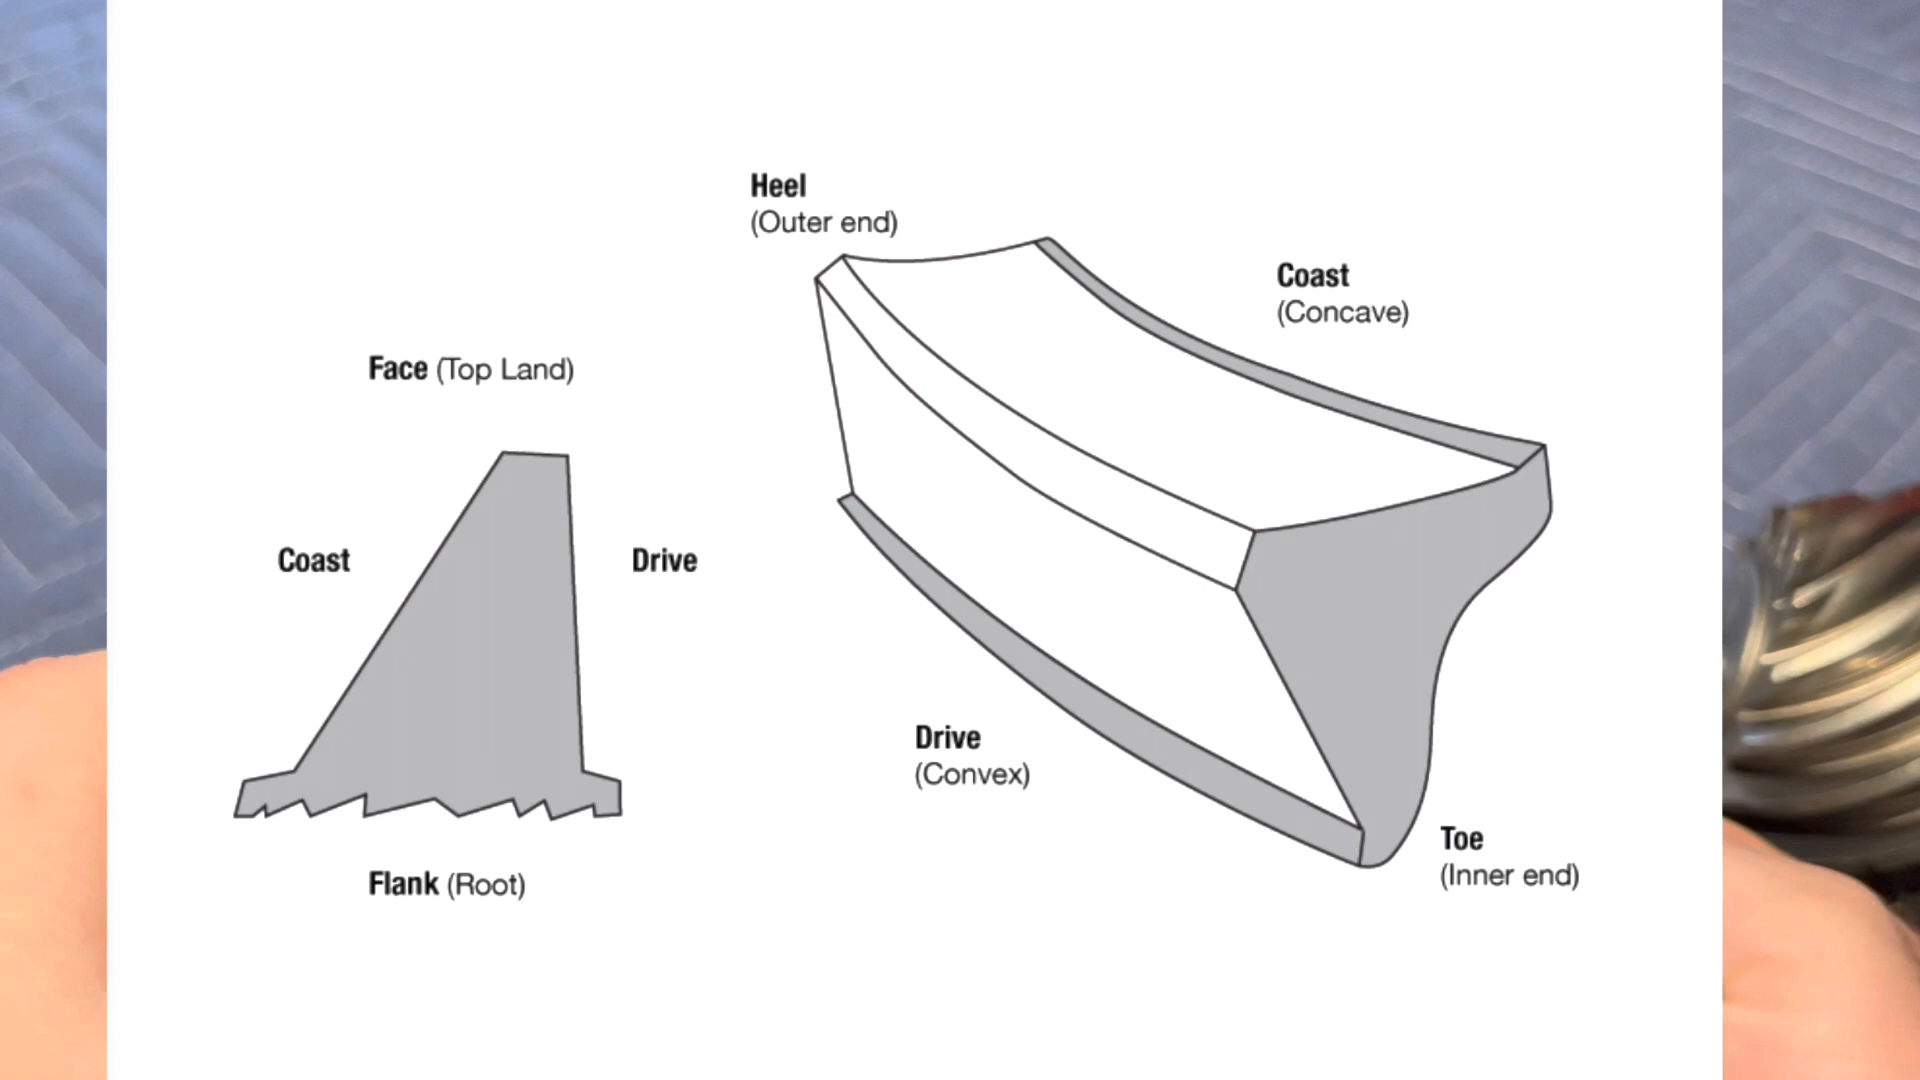 Heel
(Outer end)
Coast
(Concave)
Face (Top Land)
Coast
Drive
Drive
(Convex)
Toe
(Inner end)
Flank (Root)